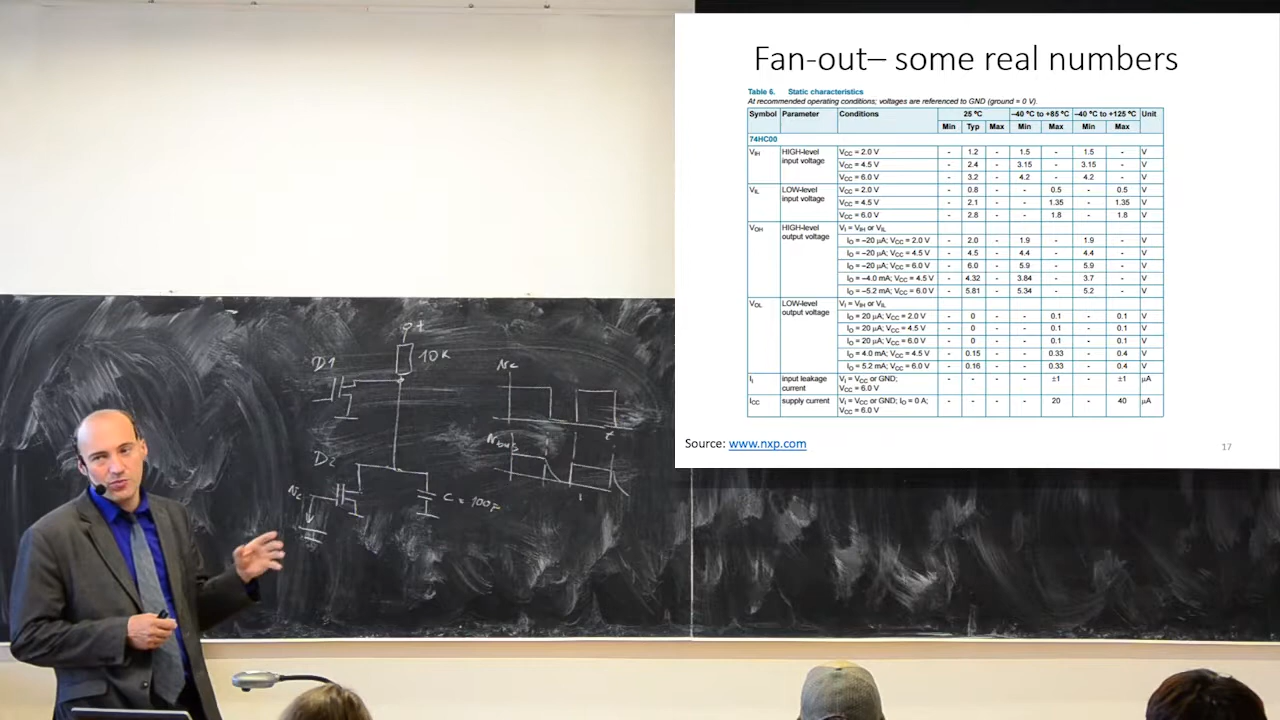 Fan-out– some real numbers
Table 6. Static characteristics
At recommended operating conditions; voltages are referenced to GND (ground = 0 V).
Symbol Parameter Conditions 25 ºC –40 ºC to +85 ºC –40 ºC to +125 ºC Unit
Min Typ Max Min Max Min Max
74HC00
VIH HIGH-level input voltage VCC = 2.0 V - 1.2 - 1.5 - 1.5 - V
VCC = 4.5 V - 2.4 - 3.15 - 3.15 - V
VCC = 6.0 V - 3.2 - 4.2 - 4.2 - V
VIL LOW-level input voltage VCC = 2.0 V - 0.8 - - 0.5 - 0.5 V
VCC = 4.5 V - 2.1 - - 1.35 - 1.35 V
VCC = 6.0 V - 2.8 - - 1.8 - 1.8 V
VOH HIGH-level output voltage VI = VIH or VIL
IO = –20 µA; VCC = 2.0 V - 2.0 - 1.9 - 1.9 - V
IO = –20 µA; VCC = 4.5 V - 4.5 - 4.4 - 4.4 - V
IO = –20 µA; VCC = 6.0 V - 6.0 - 5.9 - 5.9 - V
IO = –4.0 mA; VCC = 4.5 V - 4.32 - 3.84 - 3.7 - V
IO = –5.2 mA; VCC = 6.0 V - 5.81 - 5.34 - 5.2 - V
VOL LOW-level output voltage VI = VIH or VIL
IO = 20 µA; VCC = 2.0 V - 0 - - 0.1 - 0.1 V
IO = 20 µA; VCC = 4.5 V - 0 - - 0.1 - 0.1 V
IO = 20 µA; VCC = 6.0 V - 0 - - 0.1 - 0.1 V
IO = 4.0 mA; VCC = 4.5 V - 0.15 - - 0.33 - 0.4 V
IO = 5.2 mA; VCC = 6.0 V - 0.16 - - 0.33 - 0.4 V
II input leakage current VI = VCC or GND; VCC = 6.0 V - - - - ±1 - ±1 µA
ICC supply current VI = VCC or GND; IO = 0 A; VCC = 6.0 V - - - - 20 - 40 µA
Source: www.nxp.com
17
+
10K
D1
D2
Nc
C = 100p
Nc
t
Nbus